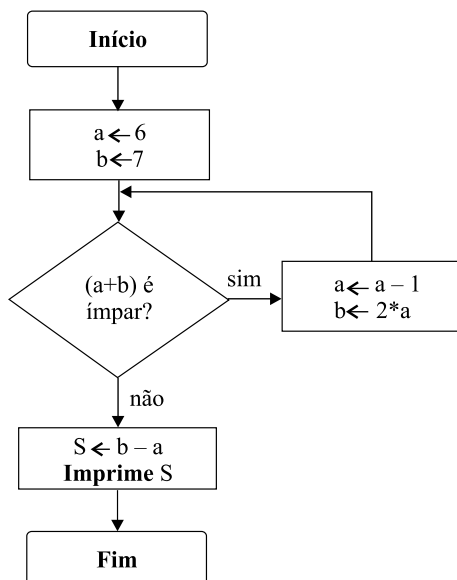 Início
a ← 6
b ← 7
(a+b) é
ímpar?
sim
a ← a – 1
b ← 2*a
não
S ← b – a
Imprime S
Fim